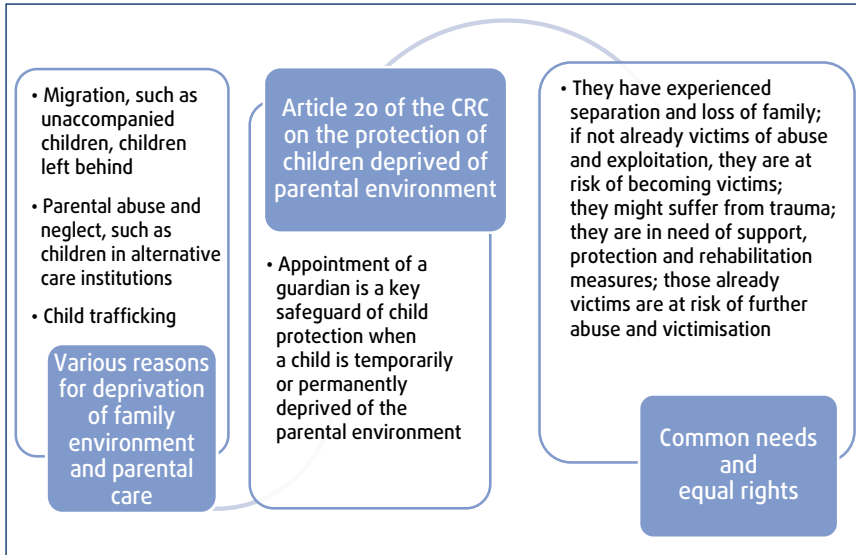 • Migration, such as
unaccompanied
children, children
left behind
• Parental abuse and
neglect, such as
children in alternative
care institutions
• Child trafficking
Various reasons
for deprivation
of family
environment
and parental
care
Article 20 of the CRC
on the protection of
children deprived of
parental environment
• Appointment of a
guardian is a key
safeguard of child
protection when
a child is temporarily
or permanently
deprived of the
parental environment
• They have experienced
separation and loss of family;
if not already victims of abuse
and exploitation, they are at
risk of becoming victims;
they might suffer from trauma;
they are in need of support,
protection and rehabilitation
measures; those already
victims are at risk of further
abuse and victimisation
Common needs
and
equal rights